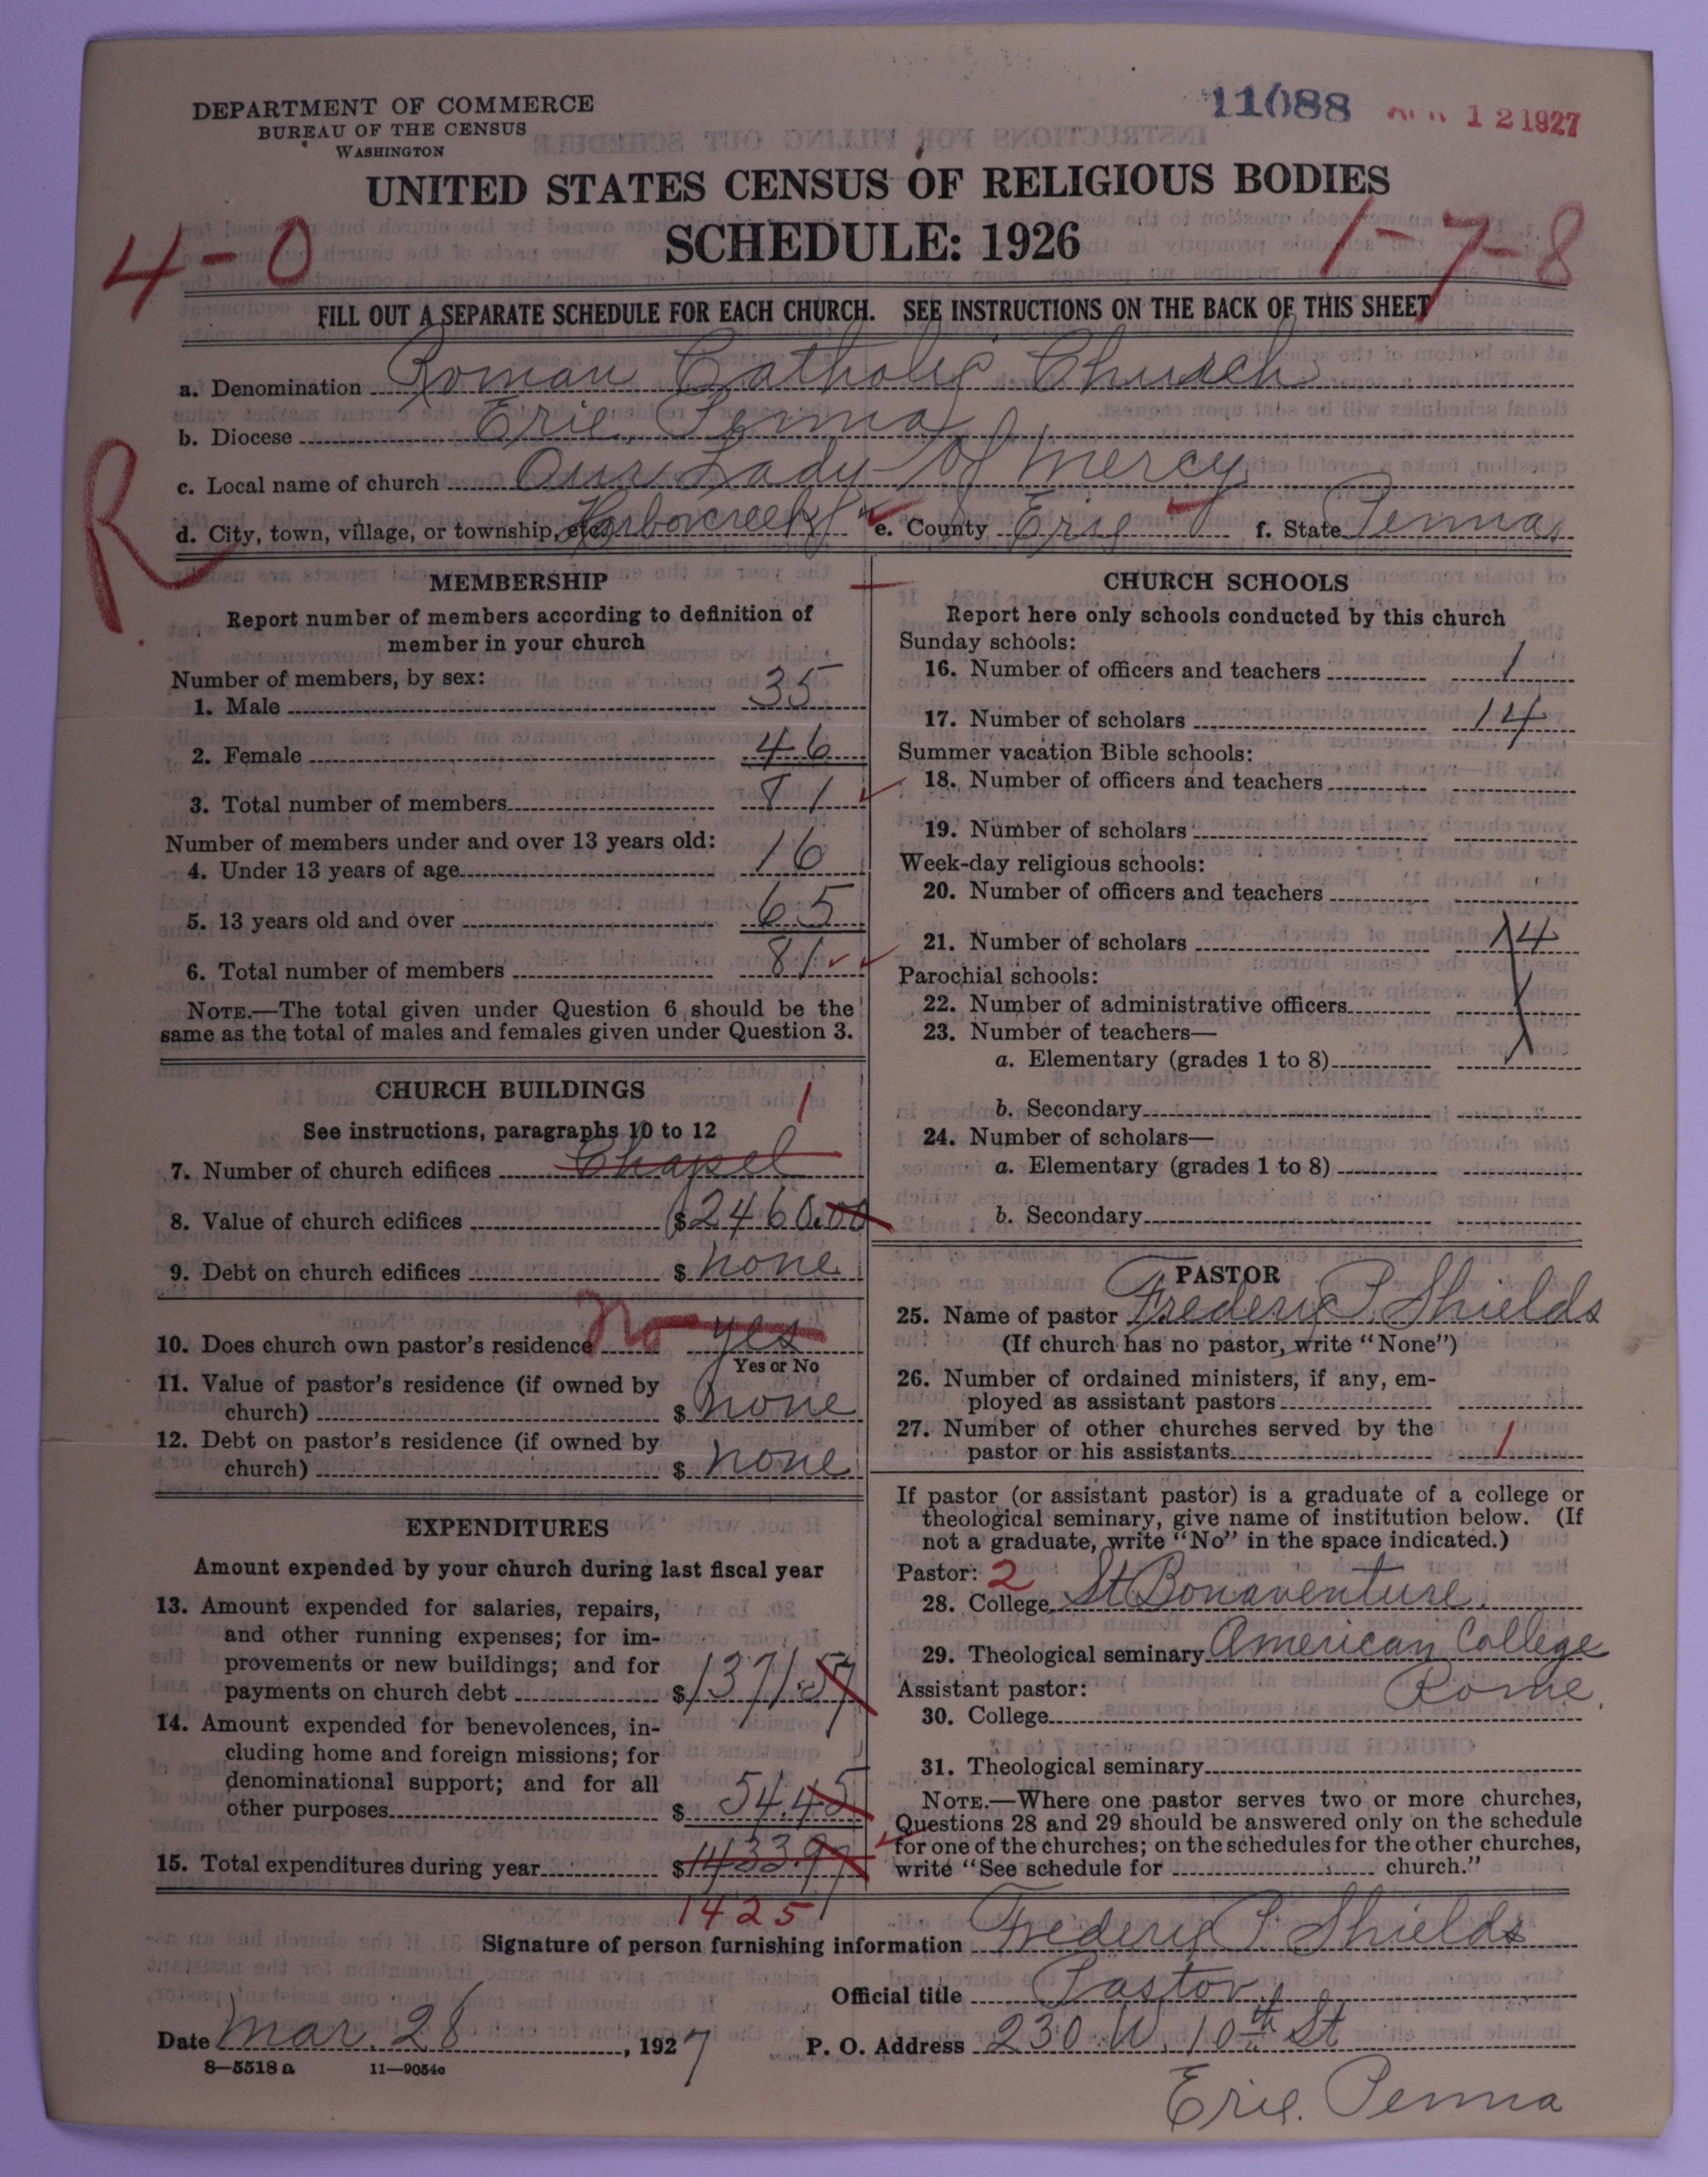 DEPARTMENT OF COMMERCE
BUREAU OF THE CENSUS
WASHINGTON
11088
12 1927
UNITED STATES CENSUS OF RELIGIOUS BODIES
SCHEDULE: 1926
4-0
1-7-8
FILL OUT A SEPARATE SCHEDULE FOR EACH CHURCH. SEE INSTRUCTIONS ON THE BACK OF THIS SHEET
a. Denomination Roman Catholic Church
b. Diocese Erie, Penna
c. Local name of church Our Lady of Mercy
R
d. City, town, village, or township, etc. Harborcreek e. County Erie f. State Penna,
MEMBERSHIP
Report number of members according to definition of
member in your church
Number of members, by sex:
1. Male 35
2. Female 46
3. Total number of members 81
Number of members under and over 13 years old:
4. Under 13 years of age 16
5. 13 years old and over 65
6. Total number of members 81
NOTE.—The total given under Question 6 should be the
same as the total of males and females given under Question 3.
CHURCH BUILDINGS
See instructions, paragraphs 10 to 12
1
7. Number of church edifices Chapel
8. Value of church edifices $2460.00
9. Debt on church edifices $ none
10. Does church own pastor's residence No yes
Yes or No
11. Value of pastor's residence (if owned by
church) $ none
12. Debt on pastor's residence (if owned by
church) $ none
EXPENDITURES
Amount expended by your church during last fiscal year
13. Amount expended for salaries, repairs,
and other running expenses; for im-
provements or new buildings; and for
payments on church debt $1371.57
14. Amount expended for benevolences, in-
cluding home and foreign missions; for
denominational support; and for all
other purposes $ 54.45
15. Total expenditures during year $1433.97
1425
CHURCH SCHOOLS
Report here only schools conducted by this church
Sunday schools:
16. Number of officers and teachers 1
17. Number of scholars 14
Summer vacation Bible schools:
18. Number of officers and teachers
19. Number of scholars
Week-day religious schools:
20. Number of officers and teachers
21. Number of scholars 14
Parochial schools:
22. Number of administrative officers
23. Number of teachers—
a. Elementary (grades 1 to 8)
b. Secondary
24. Number of scholars—
a. Elementary (grades 1 to 8)
b. Secondary
PASTOR
25. Name of pastor Frederic P. Shields
(If church has no pastor, write "None")
26. Number of ordained ministers, if any, em-
ployed as assistant pastors
27. Number of other churches served by the
pastor or his assistants 1
If pastor (or assistant pastor) is a graduate of a college or
theological seminary, give name of institution below. (If
not a graduate, write "No" in the space indicated.)
Pastor: 2
28. College St Bonaventure
29. Theological seminary American College
Rome.
Assistant pastor:
30. College
31. Theological seminary
NOTE.—Where one pastor serves two or more churches,
Questions 28 and 29 should be answered only on the schedule
for one of the churches; on the schedules for the other churches,
write "See schedule for church."
Signature of person furnishing information Frederic P. Shields
Official title Pastor
Date Mar. 28, 1927 P. O. Address 230 W. 10th St
8—5518 a 11—9054c
Erie. Penna